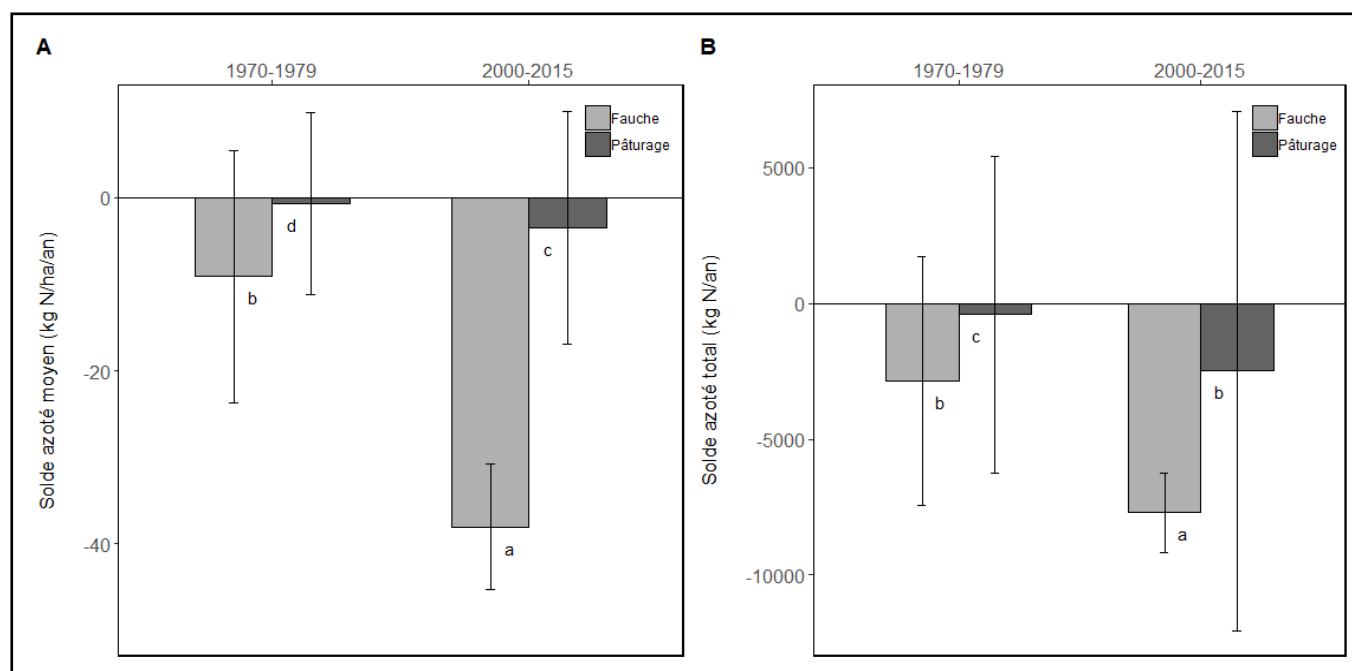 A
1970-1979 2000-2015
Fauche
Pâturage
0
-20
-40
Solde azoté moyen (kg N/ha/an)
b
d
a
c
B
1970-1979 2000-2015
Fauche
Pâturage
5000
0
-5000
-10000
Solde azoté total (kg N/an)
b
c
a
b